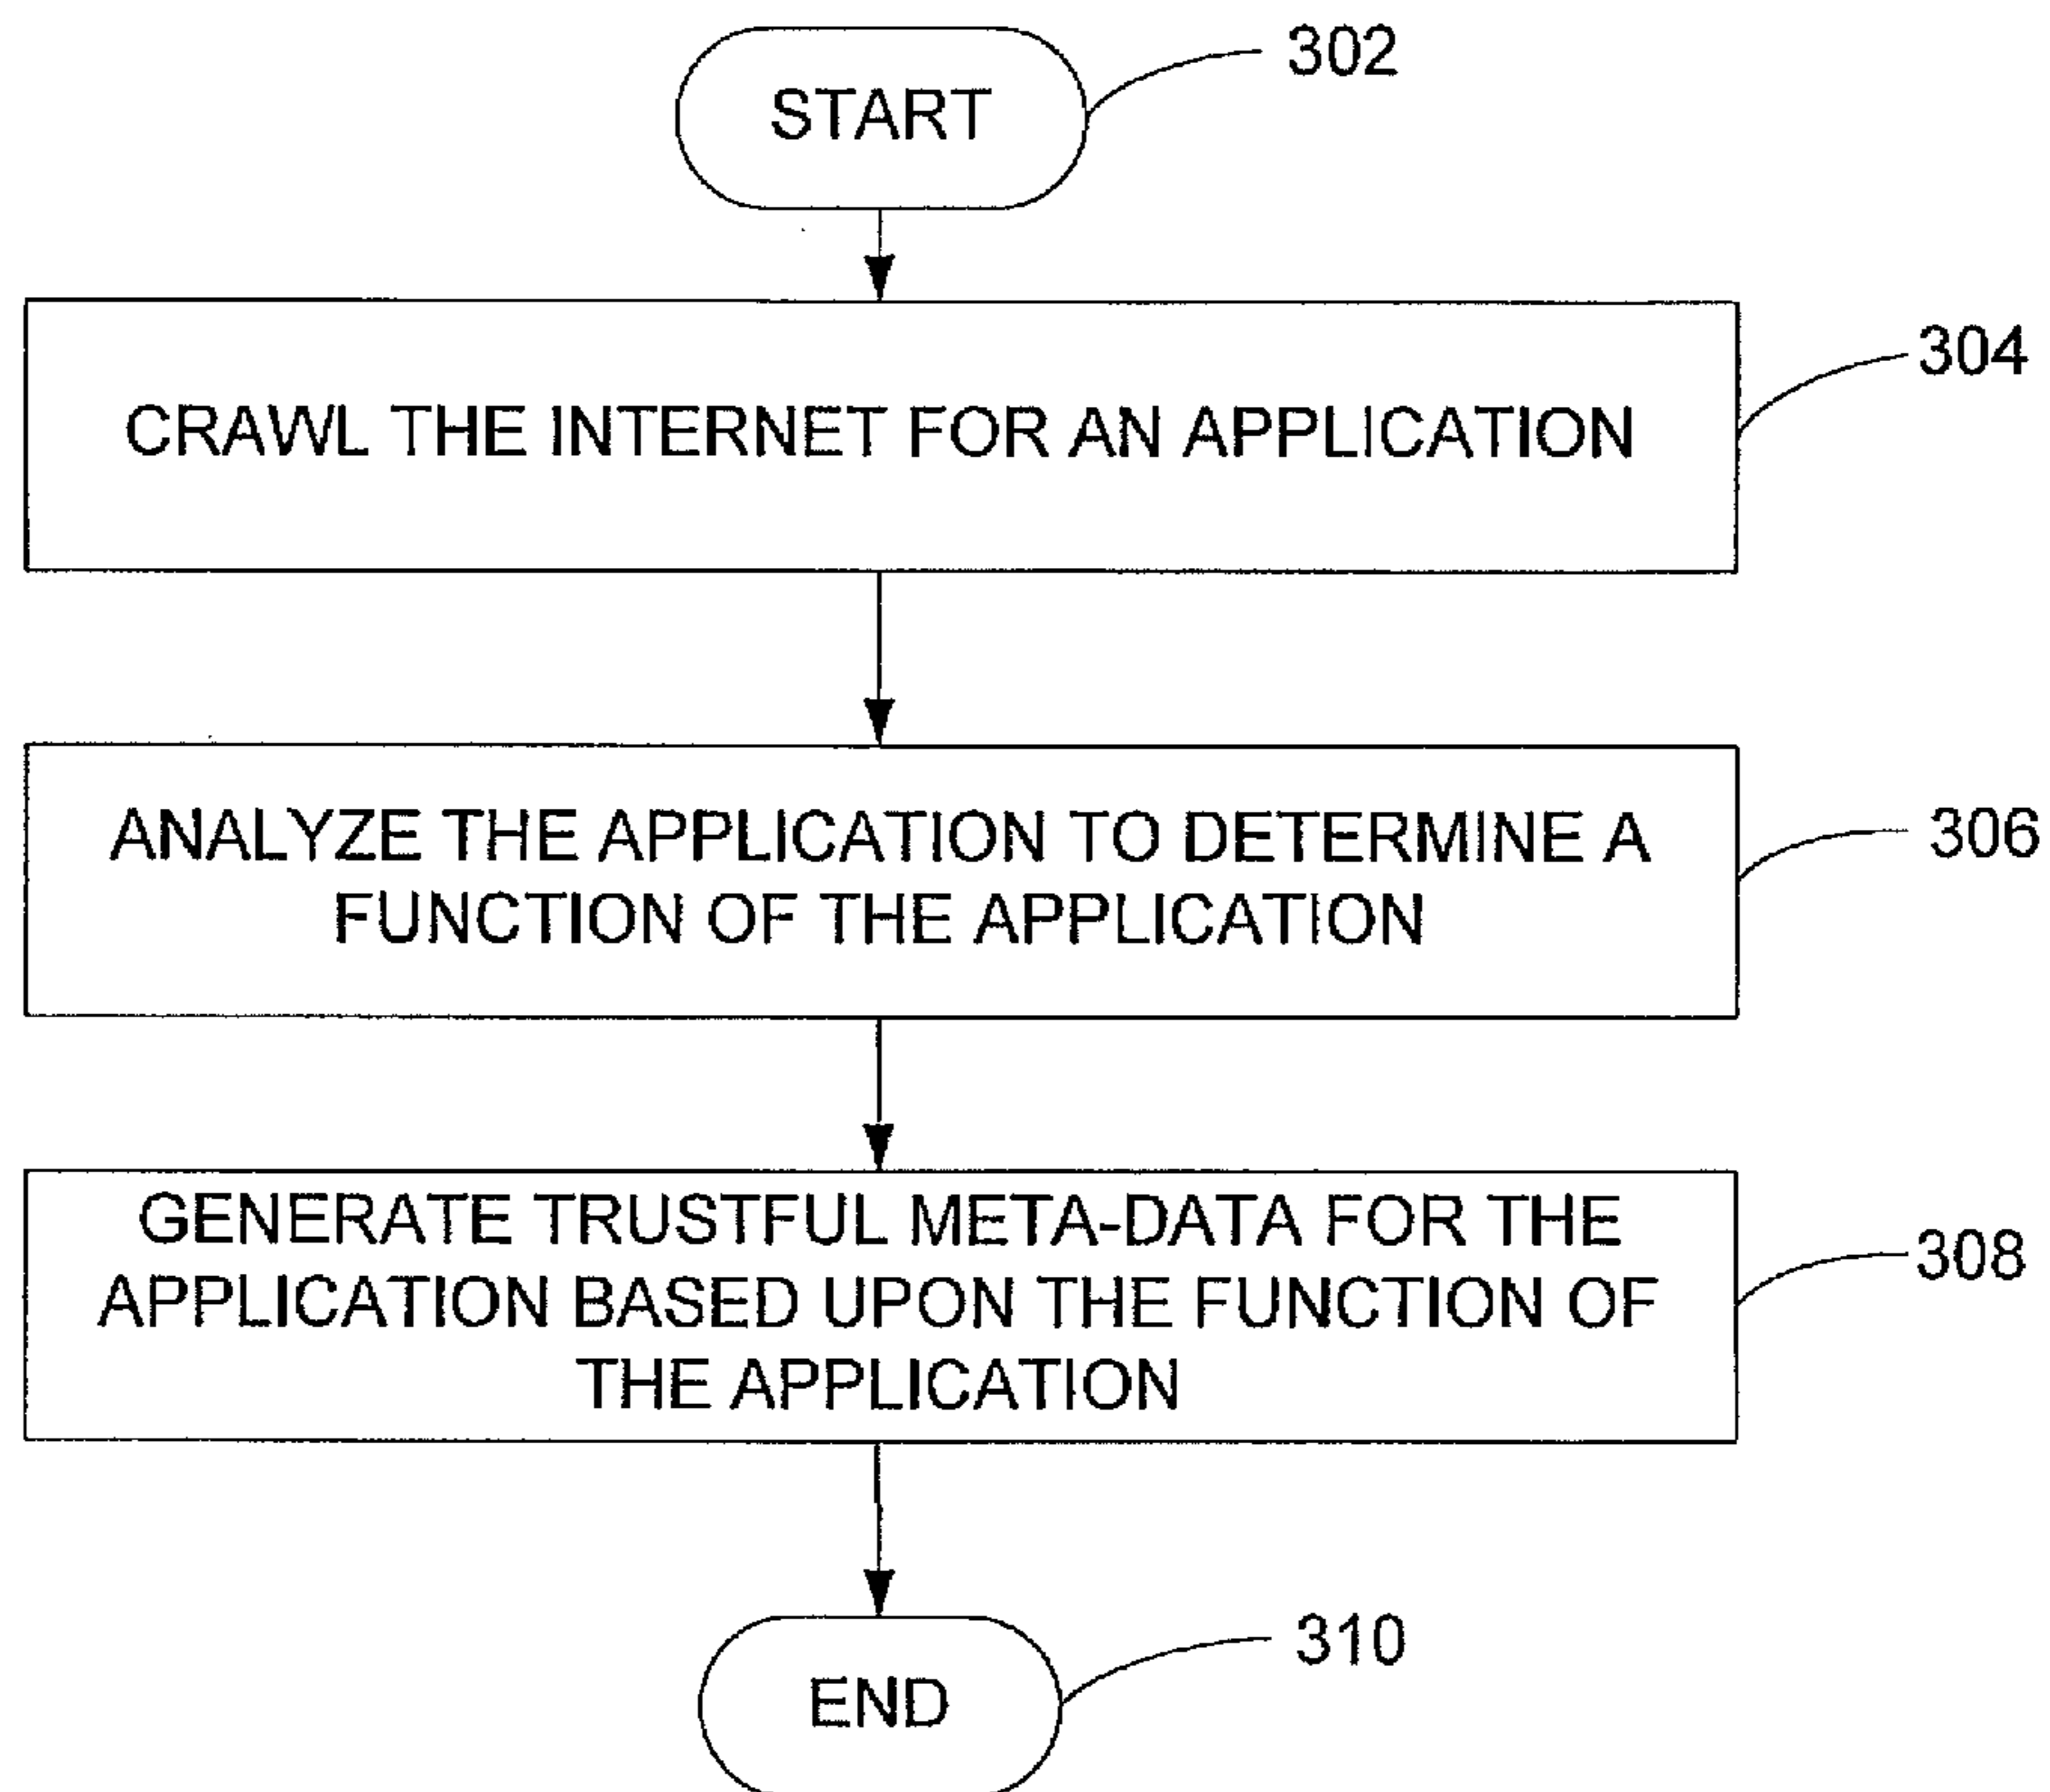 START
302
CRAWL THE INTERNET FOR AN APPLICATION
304
ANALYZE THE APPLICATION TO DETERMINE A
FUNCTION OF THE APPLICATION
306
GENERATE TRUSTFUL META-DATA FOR THE
APPLICATION BASED UPON THE FUNCTION OF
THE APPLICATION
308
END
310